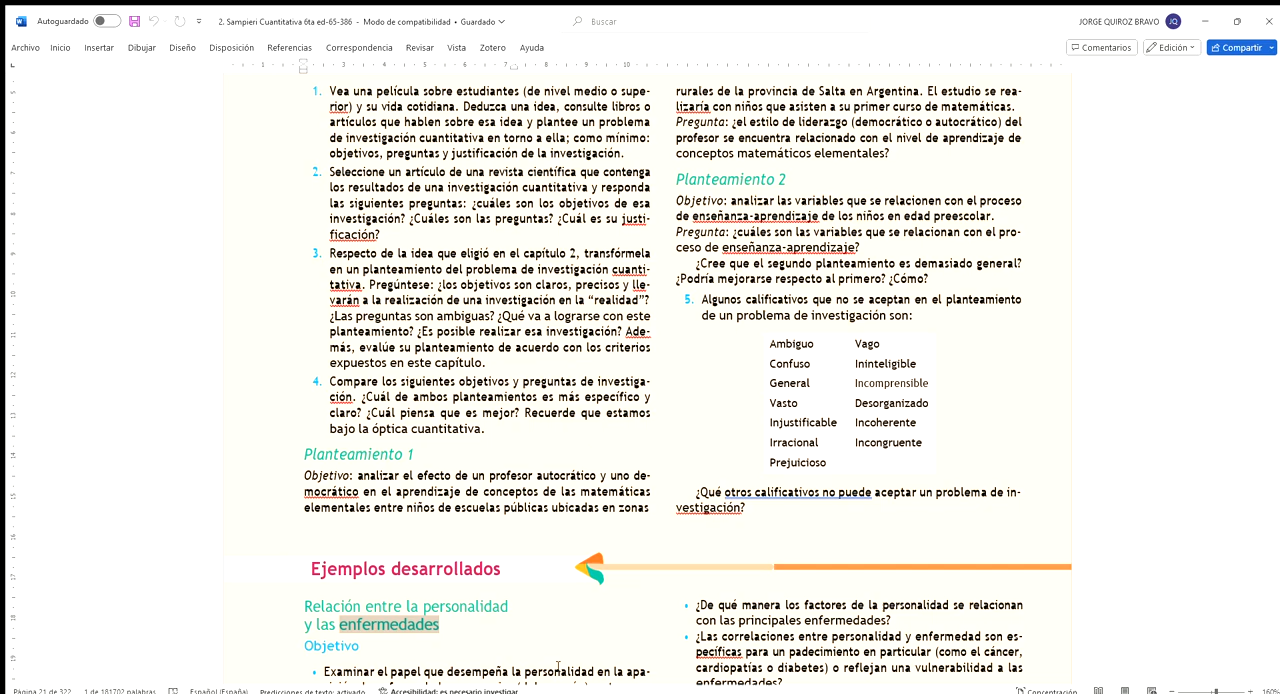 Autoguardado
2. Sampieri Cuantitativa 6ta ed-65-386 - Modo de compatibilidad • Guardado
Buscar
JORGE QUIROZ BRAVO
JQ
Archivo Inicio Insertar Dibujar Diseño Disposición Referencias Correspondencia Revisar Vista Zotero Ayuda
Comentarios Edición Compartir
1. Vea una película sobre estudiantes (de nivel medio o supe-
rior) y su vida cotidiana. Deduzca una idea, consulte libros o
artículos que hablen sobre esa idea y plantee un problema
de investigación cuantitativa en torno a ella; como mínimo:
objetivos, preguntas y justificación de la investigación.
2. Seleccione un artículo de una revista científica que contenga
los resultados de una investigación cuantitativa y responda
las siguientes preguntas: ¿cuáles son los objetivos de esa
investigación? ¿Cuáles son las preguntas? ¿Cuál es su justi-
ficación?
3. Respecto de la idea que eligió en el capítulo 2, transfórmela
en un planteamiento del problema de investigación cuanti-
tativa. Pregúntese: ¿los objetivos son claros, precisos y lle-
varán a la realización de una investigación en la “realidad”?
¿Las preguntas son ambiguas? ¿Qué va a lograrse con este
planteamiento? ¿Es posible realizar esa investigación? Ade-
más, evalúe su planteamiento de acuerdo con los criterios
expuestos en este capítulo.
4. Compare los siguientes objetivos y preguntas de investiga-
ción. ¿Cuál de ambos planteamientos es más específico y
claro? ¿Cuál piensa que es mejor? Recuerde que estamos
bajo la óptica cuantitativa.
Planteamiento 1
Objetivo: analizar el efecto de un profesor autocrático y uno de-
mocrático en el aprendizaje de conceptos de las matemáticas
elementales entre niños de escuelas públicas ubicadas en zonas
rurales de la provincia de Salta en Argentina. El estudio se rea-
lizaría con niños que asisten a su primer curso de matemáticas.
Pregunta: ¿el estilo de liderazgo (democrático o autocrático) del
profesor se encuentra relacionado con el nivel de aprendizaje de
conceptos matemáticos elementales?
Planteamiento 2
Objetivo: analizar las variables que se relacionen con el proceso
de enseñanza-aprendizaje de los niños en edad preescolar.
Pregunta: ¿cuáles son las variables que se relacionan con el pro-
ceso de enseñanza-aprendizaje?
¿Cree que el segundo planteamiento es demasiado general?
¿Podría mejorarse respecto al primero? ¿Cómo?
5. Algunos calificativos que no se aceptan en el planteamiento
de un problema de investigación son:
Ambiguo Vago
Confuso Ininteligible
General Incomprensible
Vasto Desorganizado
Injustificable Incoherente
Irracional Incongruente
Prejuicioso
¿Qué otros calificativos no puede aceptar un problema de in-
vestigación?
Ejemplos desarrollados
Relación entre la personalidad
y las enfermedades
Objetivo
• Examinar el papel que desempeña la personalidad en la apa-
• ¿De qué manera los factores de la personalidad se relacionan
con las principales enfermedades?
• ¿Las correlaciones entre personalidad y enfermedad son es-
pecíficas para un padecimiento en particular (como el cáncer,
cardiopatías o diabetes) o reflejan una vulnerabilidad a las
enfermedades?
Página 21 de 322 1 de 181702 palabras Español (España) Predicciones de texto: activado Accesibilidad: es necesario investigar Concentración 160%